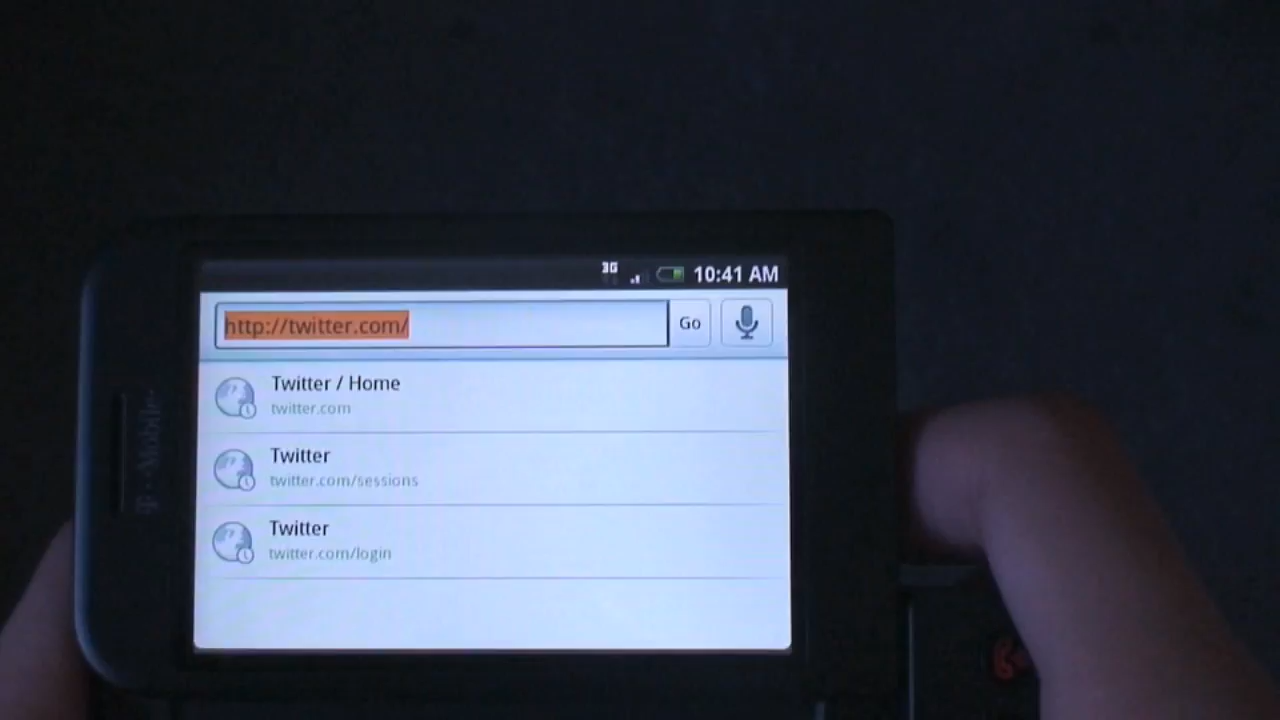 3G 10:41 AM
http://twitter.com/ Go
Twitter / Home
twitter.com
Twitter
twitter.com/sessions
Twitter
twitter.com/login
T··Mobile·